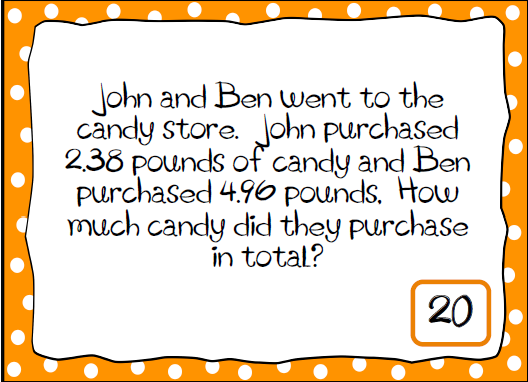 John and Ben went to the
candy store. John purchased
2.38 pounds of candy and Ben
purchased 4.96 pounds. How
much candy did they purchase
in total?
20